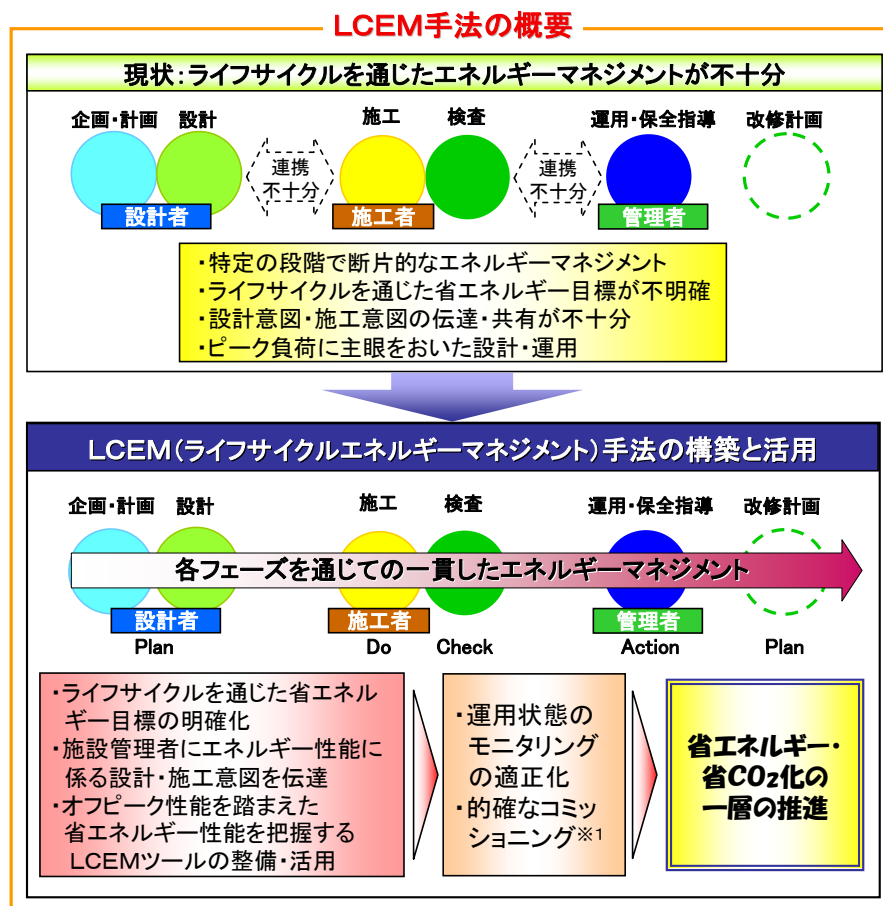 LCEM手法の概要
現状:ライフサイクルを通じたエネルギーマネジメントが不十分
企画・計画 設計 施工 検査 運用・保全指導 改修計画
連携
不十分
連携
不十分
設計者 施工者 管理者
・特定の段階で断片的なエネルギーマネジメント
・ライフサイクルを通じた省エネルギー目標が不明確
・設計意図・施工意図の伝達・共有が不十分
・ピーク負荷に主眼をおいた設計・運用
LCEM(ライフサイクルエネルギーマネジメント)手法の構築と活用
企画・計画 設計 施工 検査 運用・保全指導 改修計画
各フェーズを通じての一貫したエネルギーマネジメント
設計者 施工者 管理者
Plan Do Check Action Plan
・ライフサイクルを通じた省エネル
ギー目標の明確化
・施設管理者にエネルギー性能に
係る設計・施工意図を伝達
・オフピーク性能を踏まえた
省エネルギー性能を把握する
LCEMツールの整備・活用
・運用状態の
モニタリング
の適正化
・的確なコミッ
ショニング※1
省エネルギー・
省CO2化の
一層の推進